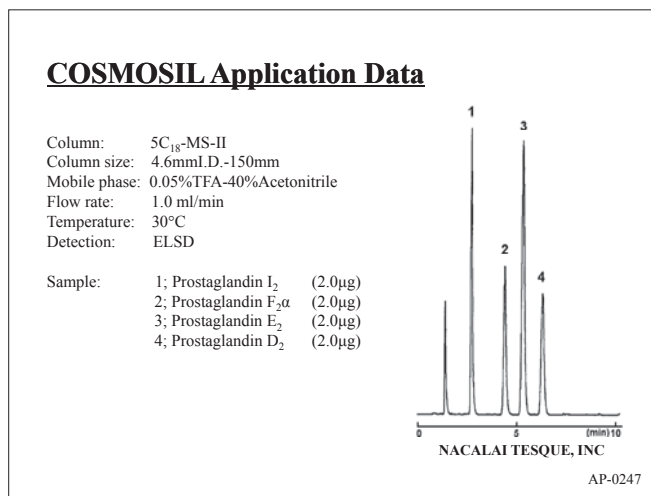 COSMOSIL Application Data
Column: 5C₁₈-MS-II
Column size: 4.6mmI.D.-150mm
Mobile phase: 0.05%TFA-40%Acetonitrile
Flow rate: 1.0 ml/min
Temperature: 30°C
Detection: ELSD
Sample: 1; Prostaglandin I₂ (2.0μg)
2; Prostaglandin F₂α (2.0μg)
3; Prostaglandin E₂ (2.0μg)
4; Prostaglandin D₂ (2.0μg)
1
3
2
4
0 5 (min)10
NACALAI TESQUE, INC
AP-0247